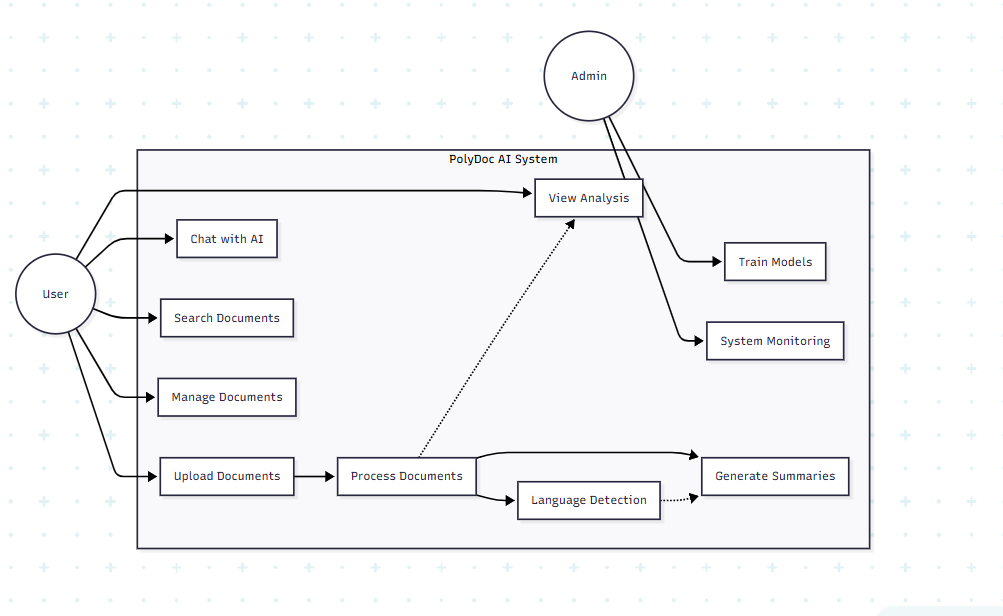 Admin
PolyDoc AI System
View Analysis
Chat with AI
Train Models
User
Search Documents
System Monitoring
Manage Documents
Upload Documents
Process Documents
Generate Summaries
Language Detection